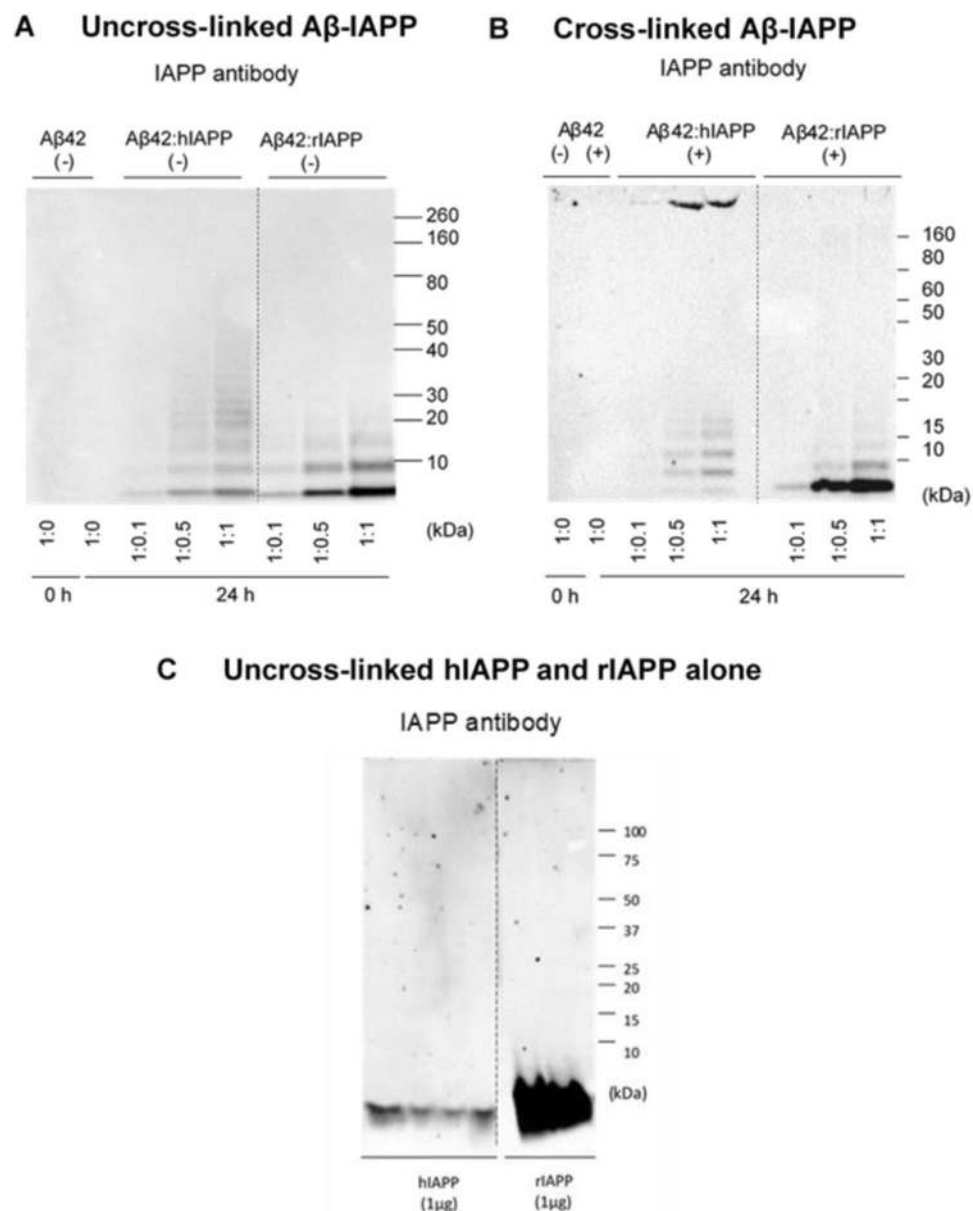 A Uncross-linked Aβ-IAPP
IAPP antibody
Aβ42 Aβ42:hIAPP Aβ42:rIAPP
(-) (-) (-)
260
160
80
50
40
30
20
10
(kDa)
1:0 1:0 1:0.1 1:0.5 1:1 1:0.1 1:0.5 1:1
0 h 24 h
B Cross-linked Aβ-IAPP
IAPP antibody
Aβ42 Aβ42:hIAPP Aβ42:rIAPP
(-) (+) (+) (+)
160
80
60
50
30
20
15
10
(kDa)
1:0 1:0 1:0.1 1:0.5 1:1 1:0.1 1:0.5 1:1
0 h 24 h
C Uncross-linked hIAPP and rIAPP alone
IAPP antibody
100
75
50
37
25
20
15
10
(kDa)
hIAPP rIAPP
(1µg) (1µg)